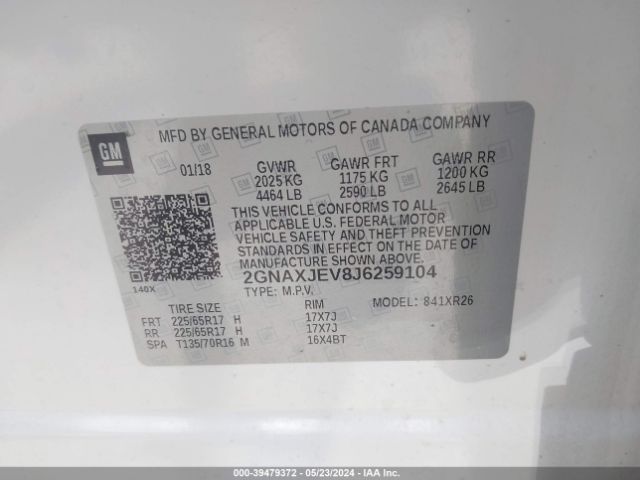 GM
MFD BY GENERAL MOTORS OF CANADA COMPANY
01/18 GVWR GAWR FRT GAWR RR
2025 KG 1175 KG 1200 KG
4464 LB 2590 LB 2645 LB
THIS VEHICLE CONFORMS TO ALL
APPLICABLE U.S. FEDERAL MOTOR
VEHICLE SAFETY AND THEFT PREVENTION
STANDARDS IN EFFECT ON THE DATE OF
MANUFACTURE SHOWN ABOVE.
2GNAXJEV8J6259104
140X TYPE: M.P.V. MODEL: 841XR26
TIRE SIZE RIM
FRT 225/65R17 H 17X7J
RR 225/65R17 H 17X7J
SPA T135/70R16 M 16X4BT
000-39479372 - 05/23/2024 - IAAI.COM